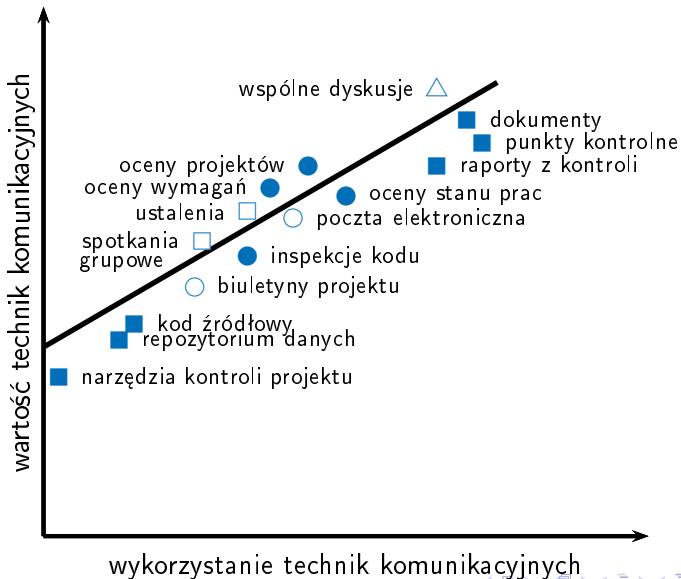 wspólne dyskusje
dokumenty
punkty kontrolne
raporty z kontroli
oceny projektów
oceny wymagań
oceny stanu prac
ustalenia
poczta elektroniczna
spotkania
grupowe
inspekcje kodu
biuletyny projektu
kod źródłowy
repozytorium danych
narzędzia kontroli projektu
wartość technik komunikacyjnych
wykorzystanie technik komunikacyjnych